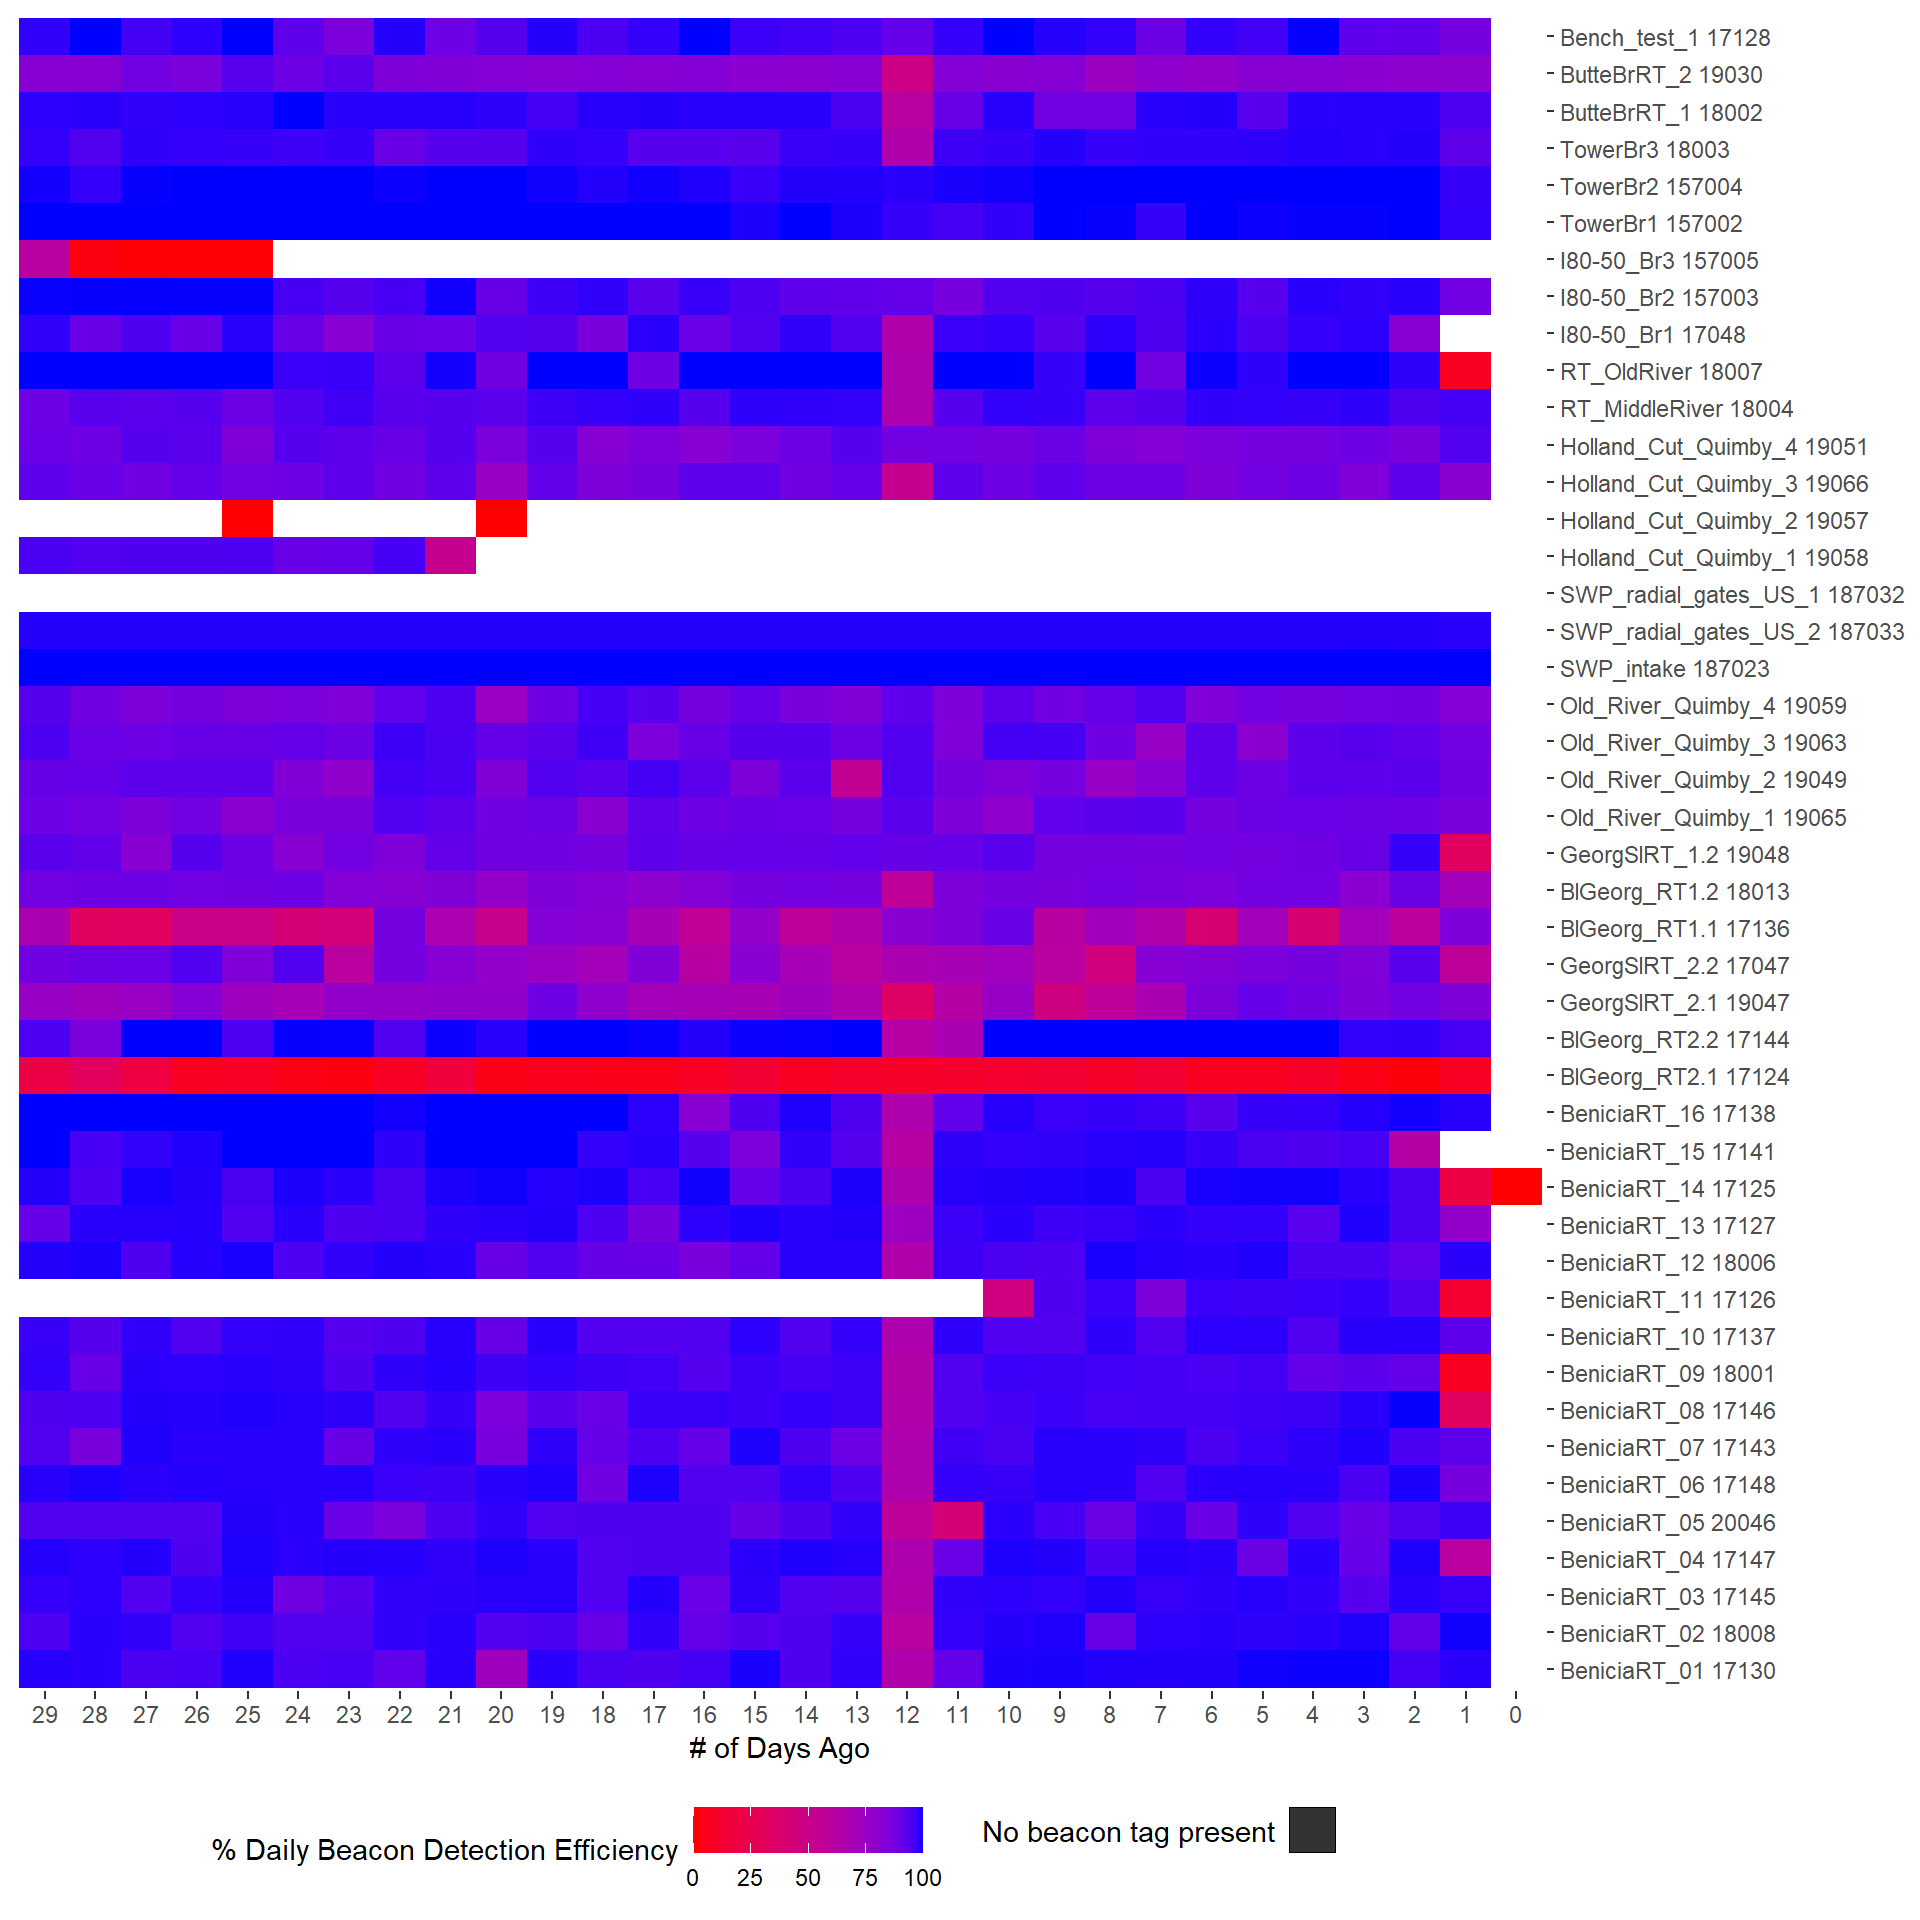 Bench_test_1 17128
ButteBrRT_2 19030
ButteBrRT_1 18002
TowerBr3 18003
TowerBr2 157004
TowerBr1 157002
I80-50_Br3 157005
I80-50_Br2 157003
I80-50_Br1 17048
RT_OldRiver 18007
RT_MiddleRiver 18004
Holland_Cut_Quimby_4 19051
Holland_Cut_Quimby_3 19066
Holland_Cut_Quimby_2 19057
Holland_Cut_Quimby_1 19058
SWP_radial_gates_US_1 187032
SWP_radial_gates_US_2 187033
SWP_intake 187023
Old_River_Quimby_4 19059
Old_River_Quimby_3 19063
Old_River_Quimby_2 19049
Old_River_Quimby_1 19065
GeorgSlRT_1.2 19048
BlGeorg_RT1.2 18013
BlGeorg_RT1.1 17136
GeorgSlRT_2.2 17047
GeorgSlRT_2.1 19047
BlGeorg_RT2.2 17144
BlGeorg_RT2.1 17124
BeniciaRT_16 17138
BeniciaRT_15 17141
BeniciaRT_14 17125
BeniciaRT_13 17127
BeniciaRT_12 18006
BeniciaRT_11 17126
BeniciaRT_10 17137
BeniciaRT_09 18001
BeniciaRT_08 17146
BeniciaRT_07 17143
BeniciaRT_06 17148
BeniciaRT_05 20046
BeniciaRT_04 17147
BeniciaRT_03 17145
BeniciaRT_02 18008
BeniciaRT_01 17130
29 28 27 26 25 24 23 22 21 20 19 18 17 16 15 14 13 12 11 10 9 8 7 6 5 4 3 2 1 0
# of Days Ago
% Daily Beacon Detection Efficiency
0 25 50 75 100
No beacon tag present